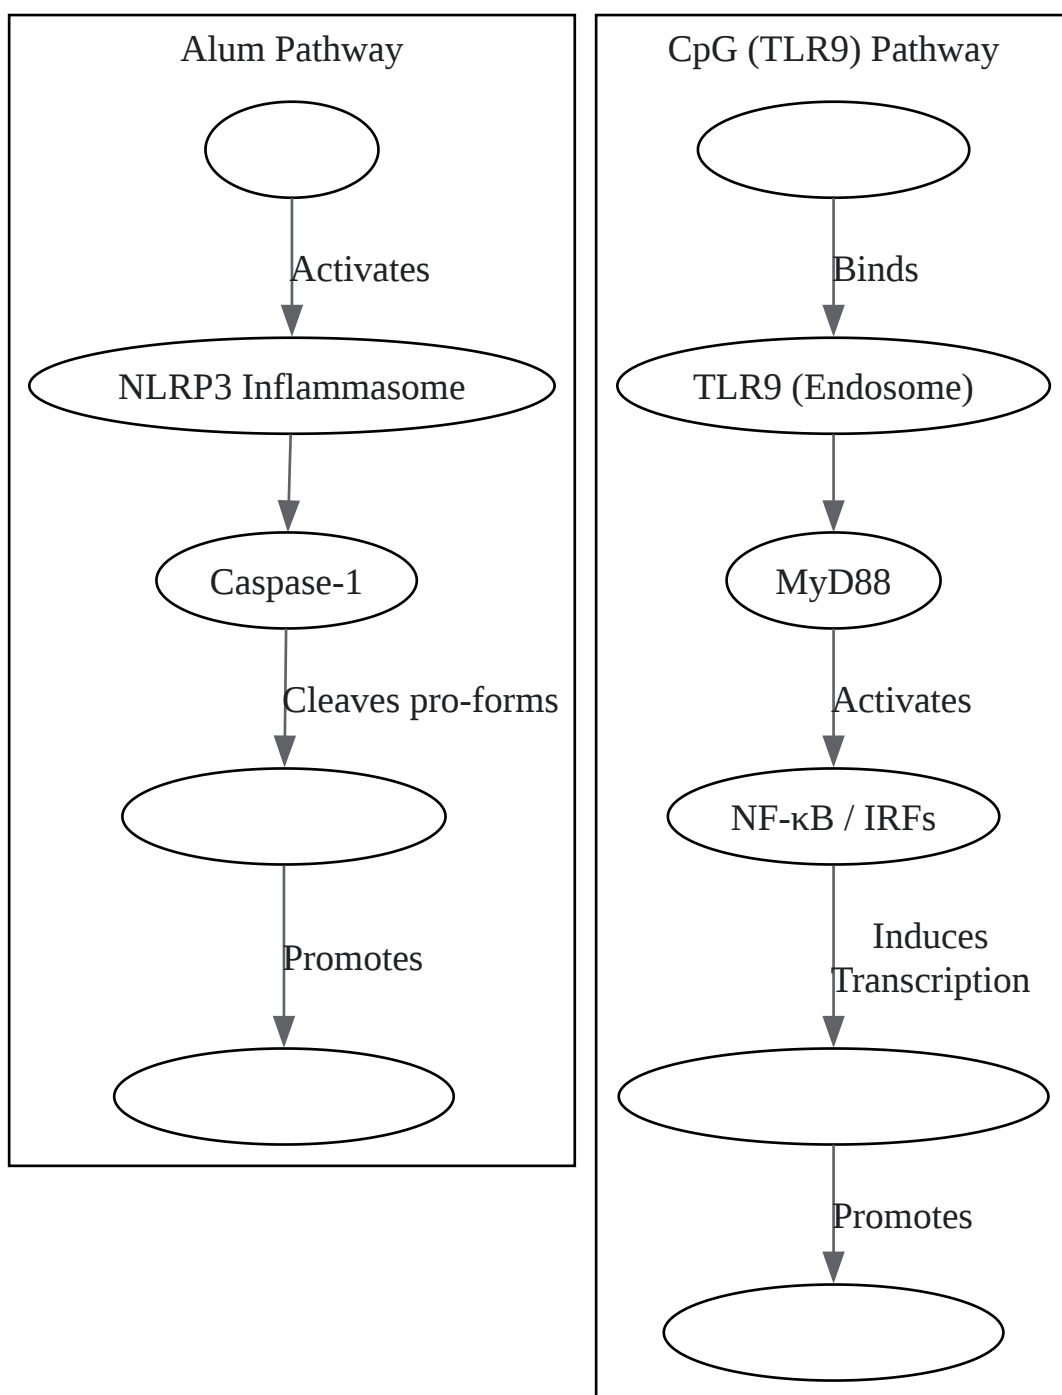 Alum Pathway
Activates
NLRP3 Inflammasome
Caspase-1
Cleaves pro-forms
Promotes
CpG (TLR9) Pathway
Binds
TLR9 (Endosome)
MyD88
Activates
NF-κB / IRFs
Induces
Transcription
Promotes